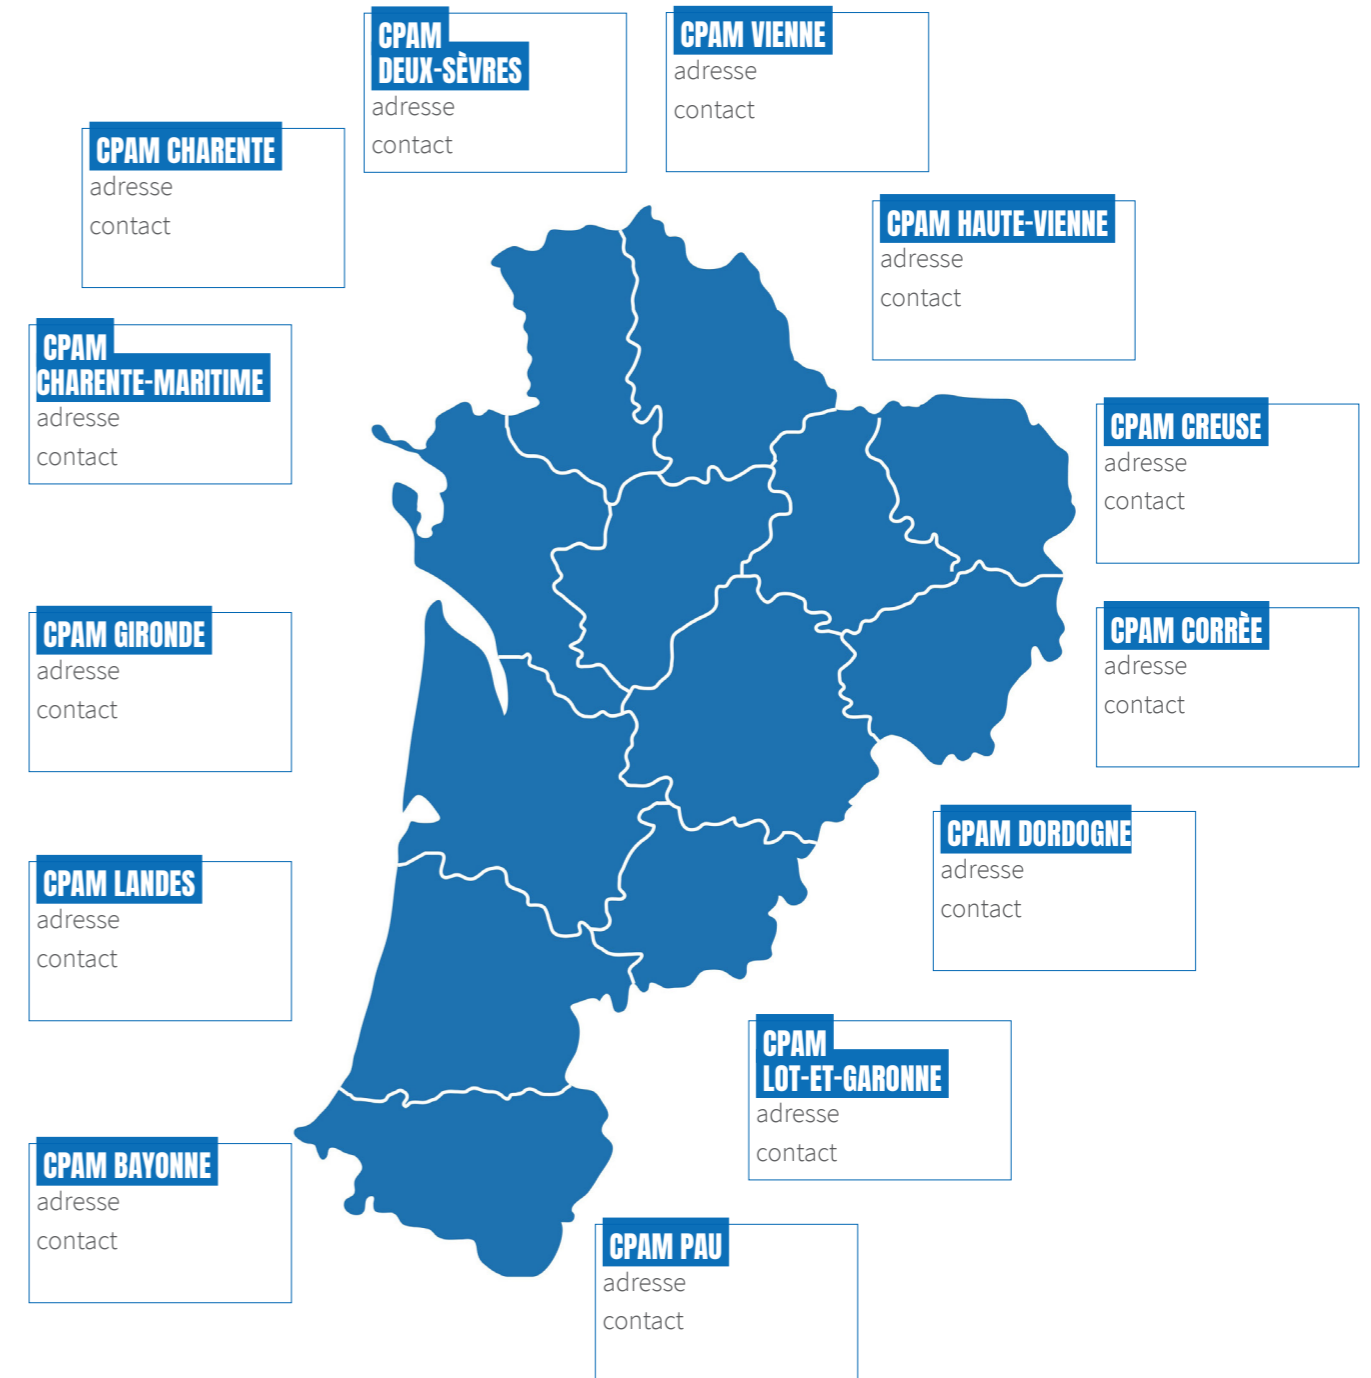 CPAM
DEUX-SÈVRES
adresse
contact
CPAM VIENNE
adresse
contact
CPAM CHARENTE
adresse
contact
CPAM HAUTE-VIENNE
adresse
contact
CPAM
CHARENTE-MARITIME
adresse
contact
CPAM CREUSE
adresse
contact
CPAM GIRONDE
adresse
contact
CPAM CORRÈE
adresse
contact
CPAM DORDOGNE
adresse
contact
CPAM LANDES
adresse
contact
CPAM
LOT-ET-GARONNE
adresse
contact
CPAM BAYONNE
adresse
contact
CPAM PAU
adresse
contact